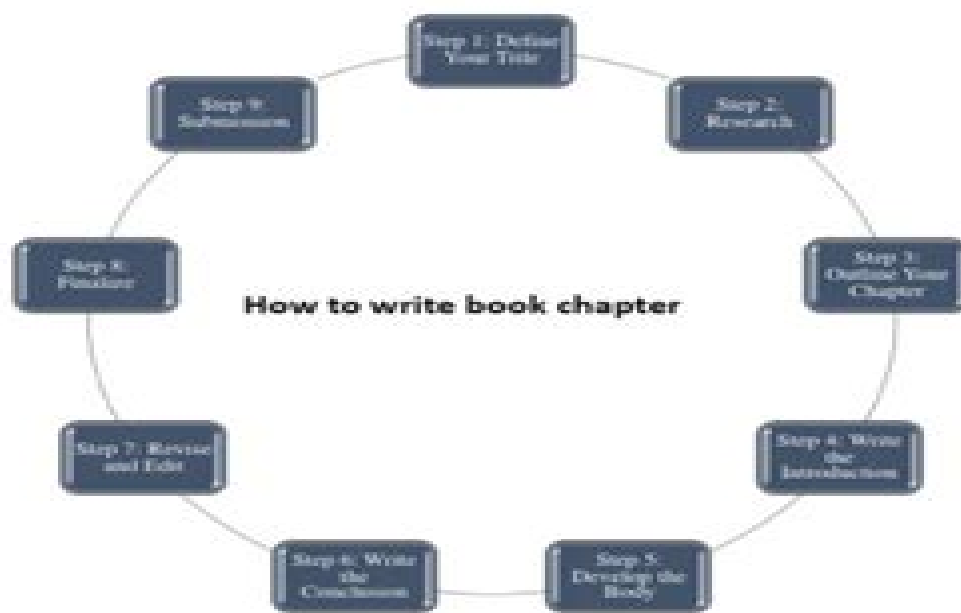 Step 1: Define
Your Title
Step 2:
Research
Step 3:
Outline Your
Chapter
Step 4: Write
the
Introduction
Step 5:
Develop the
Body
Step 6: Write
the
Conclusion
Step 7: Revise
and Edit
Step 8:
Finalize
Step 9:
Submission
How to write book chapter